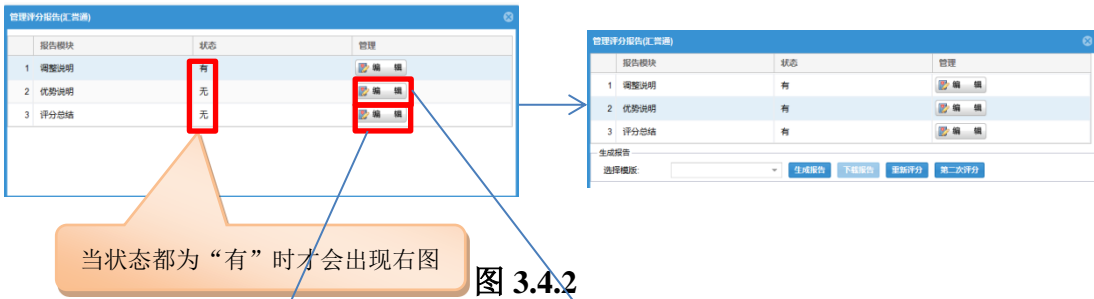 管理评分报告(汇普通)
报告模块 状态 管理
1 调整说明 有 编 辑
2 优势说明 无 编 辑
3 评分总结 无 编 辑
管理评分报告(汇普通)
报告模块 状态 管理
1 调整说明 有 编 辑
2 优势说明 有 编 辑
3 评分总结 有 编 辑
生成报告
选择模版: 生成报告 下载报告 重新评分 第二次评分
当状态都为“有”时才会出现右图
图 3.4.2